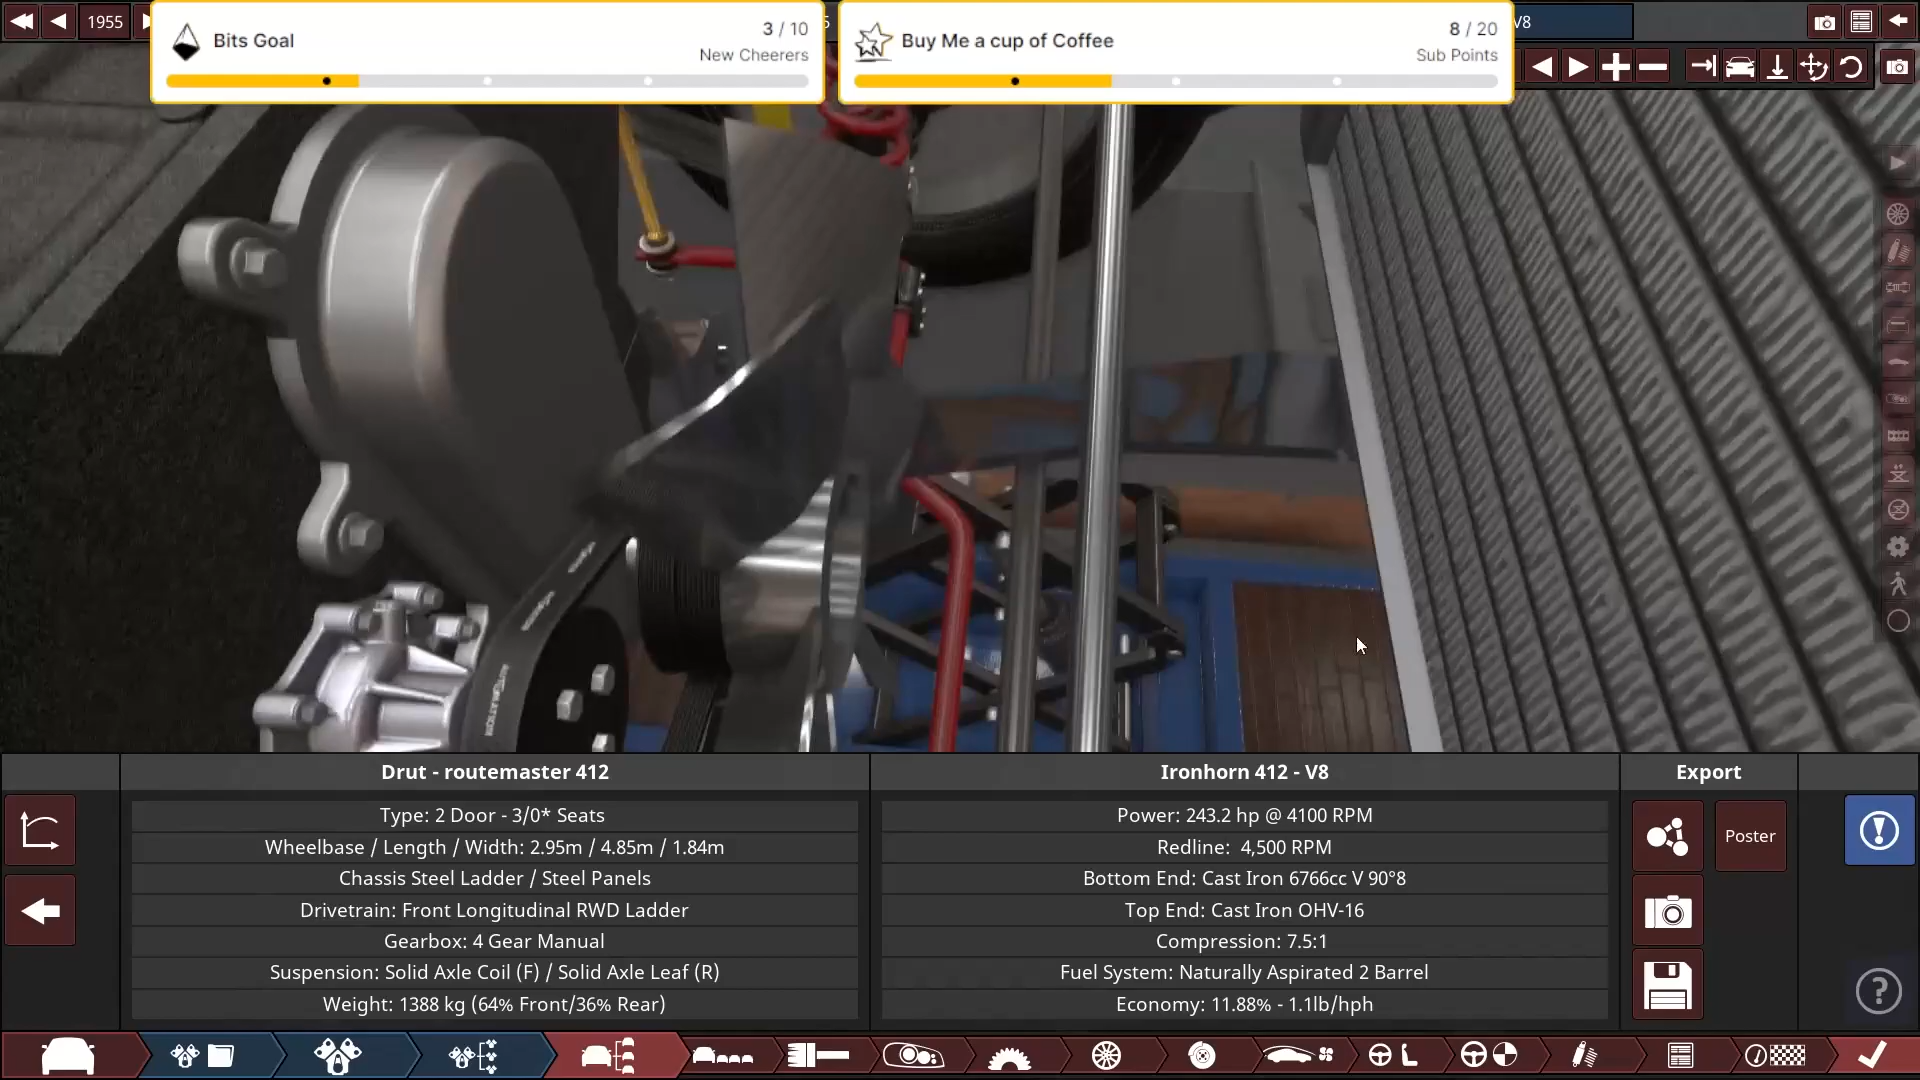 1955
Bits Goal
3 / 10
New Cheerers
5
Buy Me a cup of Coffee
8 / 20
Sub Points
V8
Drut - routemaster 412
Type: 2 Door - 3/0* Seats
Wheelbase / Length / Width: 2.95m / 4.85m / 1.84m
Chassis Steel Ladder / Steel Panels
Drivetrain: Front Longitudinal RWD Ladder
Gearbox: 4 Gear Manual
Suspension: Solid Axle Coil (F) / Solid Axle Leaf (R)
Weight: 1388 kg (64% Front/36% Rear)
Ironhorn 412 - V8
Power: 243.2 hp @ 4100 RPM
Redline: 4,500 RPM
Bottom End: Cast Iron 6766cc V 90°8
Top End: Cast Iron OHV-16
Compression: 7.5:1
Fuel System: Naturally Aspirated 2 Barrel
Economy: 11.88% - 1.1lb/hph
Export
Poster